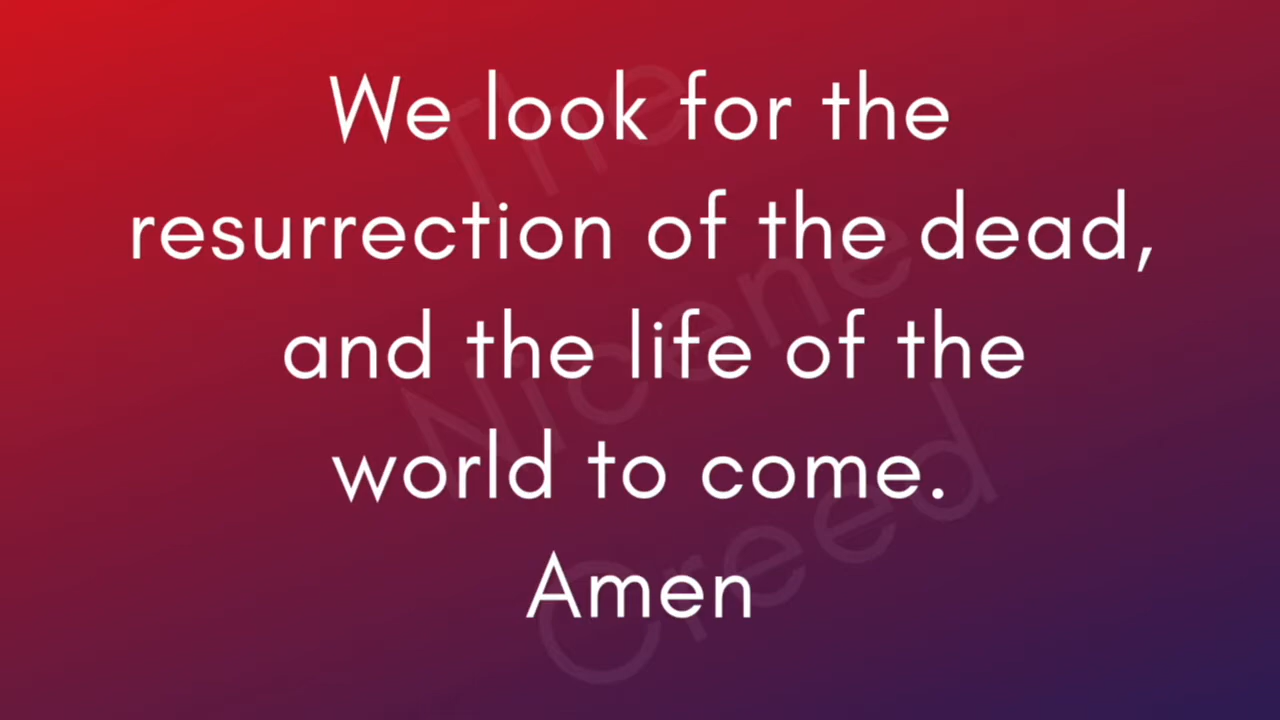 We look for the
resurrection of the dead,
and the life of the
world to come.
Amen
The
Nicene
Creed